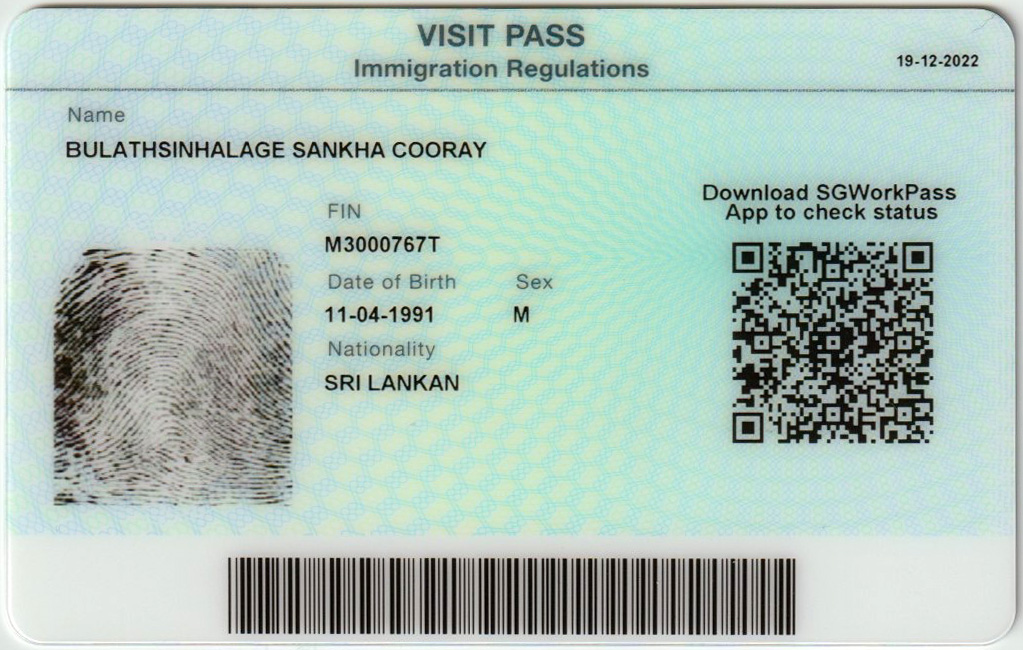 VISIT PASS
Immigration Regulations
19-12-2022
Name
BULATHSINHALAGE SANKHA COORAY
Download SGWorkPass
App to check status
FIN
M3000767T
Date of Birth Sex
11-04-1991 M
Nationality
SRI LANKAN